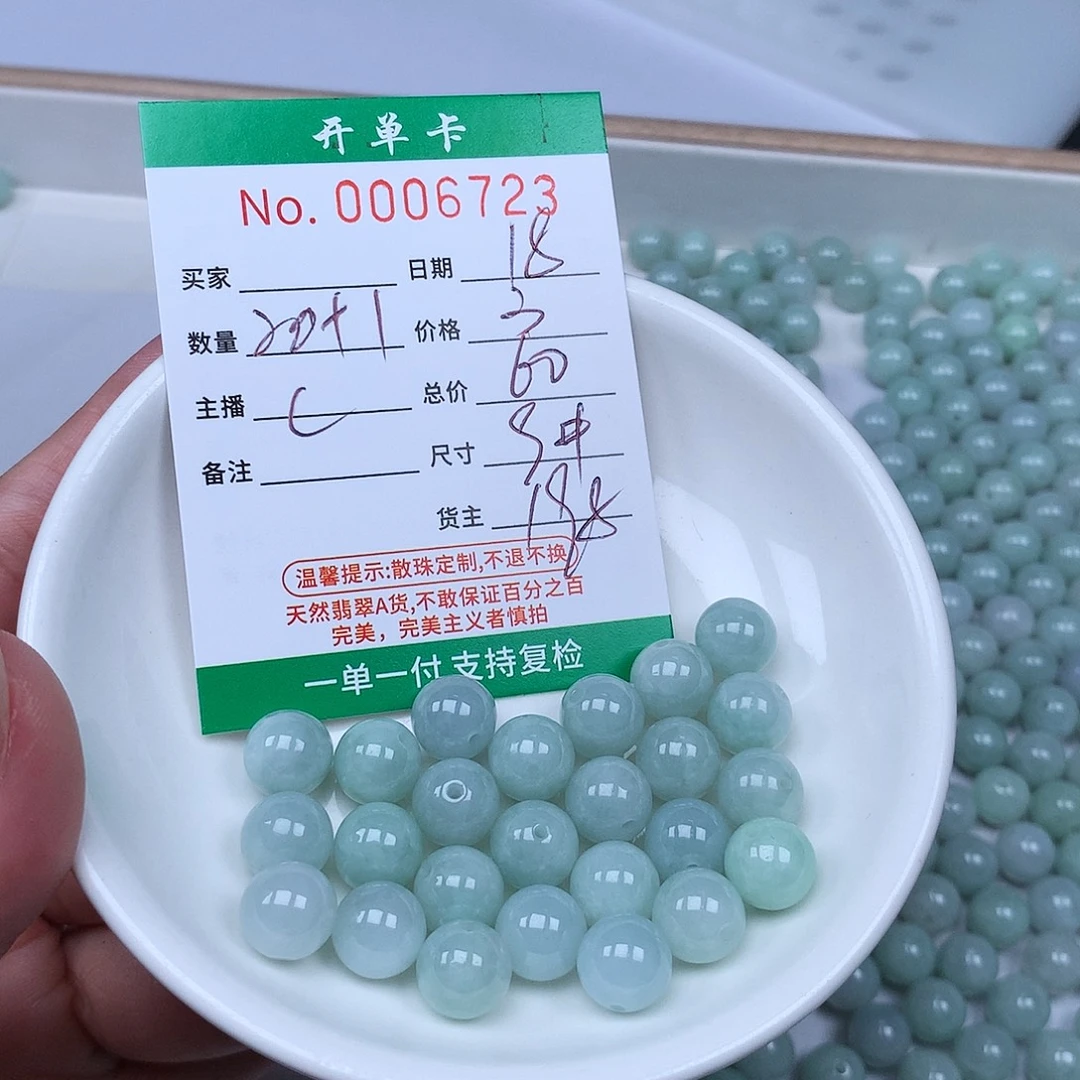 开单卡
No. 0006723
买家 日期 18
数量 20+1 价格 3
主播 C 总价 60
备注 尺寸
货主
温馨提示:散珠定制,不退不换
天然翡翠A货,不敢保证百分之百
完美，完美主义者慎拍
一单一付 支持复检